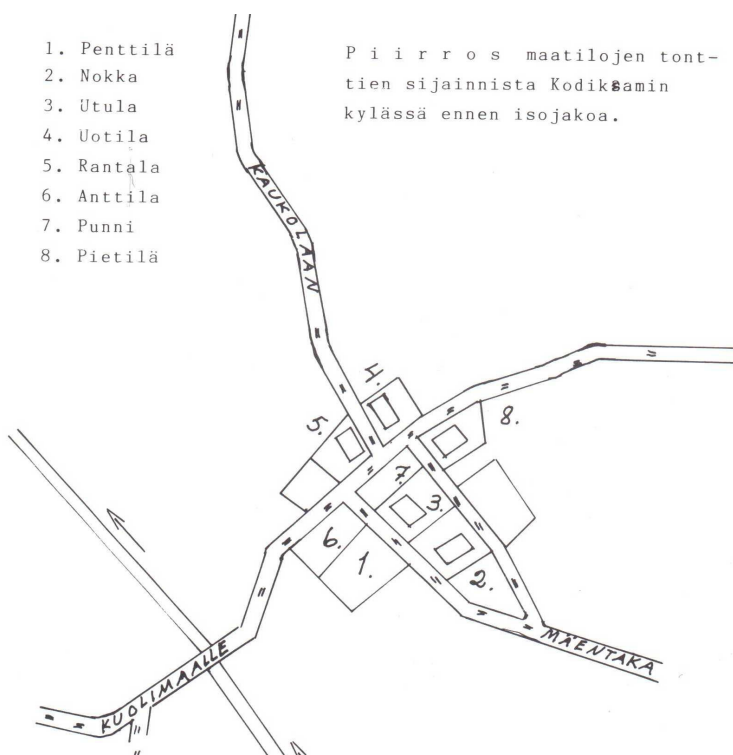 1. Penttilä
2. Nokka
3. Utula
4. Uotila
5. Rantala
6. Anttila
7. Punni
8. Pietilä
Piirros maatilojen tont-
tien sijainnista Kodiksamin
kylässä ennen isojakoa.
KAUKOLAAN
4.
5.
8.
7.
3.
6.
1.
2.
MÄENTAKA
KUOLIMAALLE